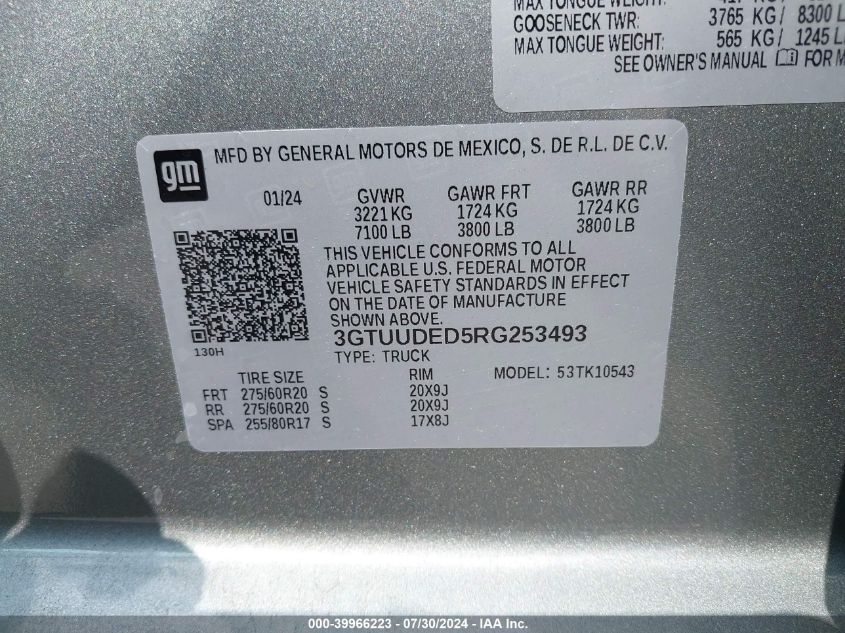 GOOSENECK TWR: 3765 KG / 8300 L
MAX TONGUE WEIGHT: 565 KG / 1245 L
SEE OWNER'S MANUAL FOR M
gm
MFD BY GENERAL MOTORS DE MEXICO, S. DE R.L. DE C.V.
01/24 GVWR GAWR FRT GAWR RR
3221 KG 1724 KG 1724 KG
7100 LB 3800 LB 3800 LB
THIS VEHICLE CONFORMS TO ALL
APPLICABLE U.S. FEDERAL MOTOR
VEHICLE SAFETY STANDARDS IN EFFECT
ON THE DATE OF MANUFACTURE
SHOWN ABOVE.
3GTUUDED5RG253493
130H
TYPE: TRUCK
TIRE SIZE RIM MODEL: 53TK10543
FRT 275/60R20 S 20X9J
RR 275/60R20 S 20X9J
SPA 255/80R17 S 17X8J
000-39966223 - 07/30/2024 - IAA Inc.